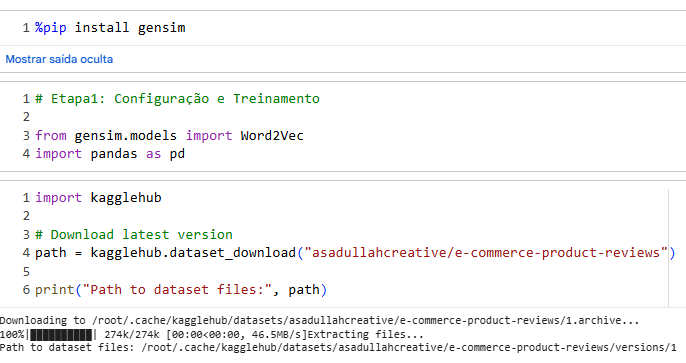 1 %pip install gensim
Mostrar saída oculta
1 # Etapa1: Configuração e Treinamento
2
3 from gensim.models import Word2Vec
4 import pandas as pd
1 import kagglehub
2
3 # Download latest version
4 path = kagglehub.dataset_download("asadullahcreative/e-commerce-product-reviews")
5
6 print("Path to dataset files:", path)
Downloading to /root/.cache/kagglehub/datasets/asadullahcreative/e-commerce-product-reviews/1.archive...
100%|██████████| 274k/274k [00:00<00:00, 46.5MB/s]Extracting files...
Path to dataset files: /root/.cache/kagglehub/datasets/asadullahcreative/e-commerce-product-reviews/versions/1